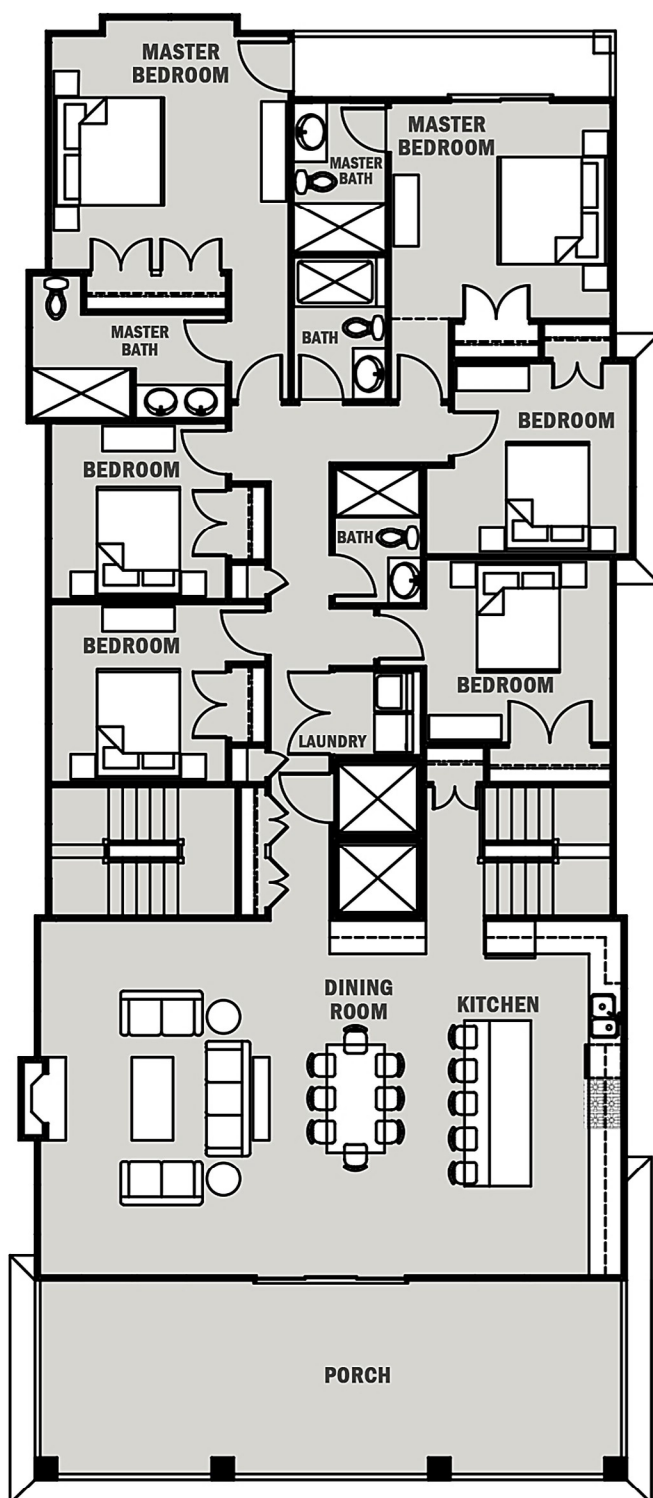 MASTER
BEDROOM
MASTER
BEDROOM
MASTER
BATH
MASTER
BATH
BATH
BEDROOM
BEDROOM
BATH
BEDROOM
BEDROOM
LAUNDRY
DINING
ROOM
KITCHEN
PORCH